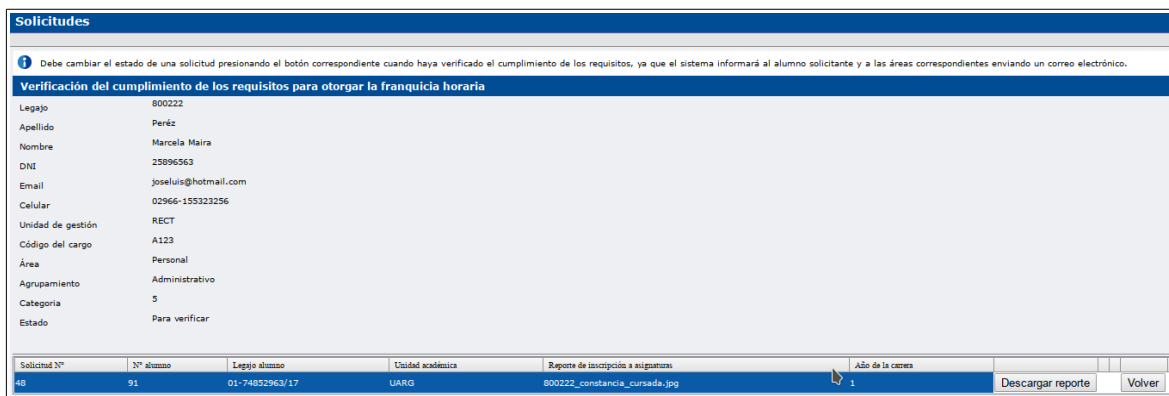 Solicitudes
Debe cambiar el estado de una solicitud presionando el botón correspondiente cuando haya verificado el cumplimiento de los requisitos, ya que el sistema informará al alumno solicitante y a las áreas correspondientes enviando un correo electrónico.
Verificación del cumplimiento de los requisitos para otorgar la franquicia horaria
Legajo 800222
Apellido Peréz
Nombre Marcela Maira
DNI 25896563
Email joseluis@hotmail.com
Celular 02966-155323256
Unidad de gestión RECT
Código del cargo A123
Área Personal
Agrupamiento Administrativo
Categoria 5
Estado Para verificar
Solicitud Nº Nº alumno Legajo alumno Unidad académica Reporte de inscripción a asignaturas Año de la carrera
48 91 01-74852963/17 UARG 800222_constancia_cursada.jpg 1 Descargar reporte Volver